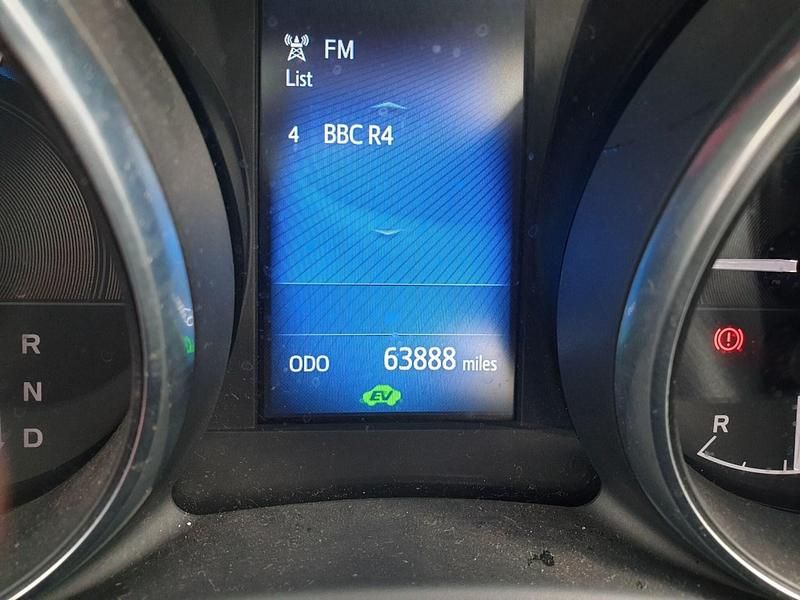 FM
List
4 BBC R4
R
N
D
ODO 63888 miles
EV
R